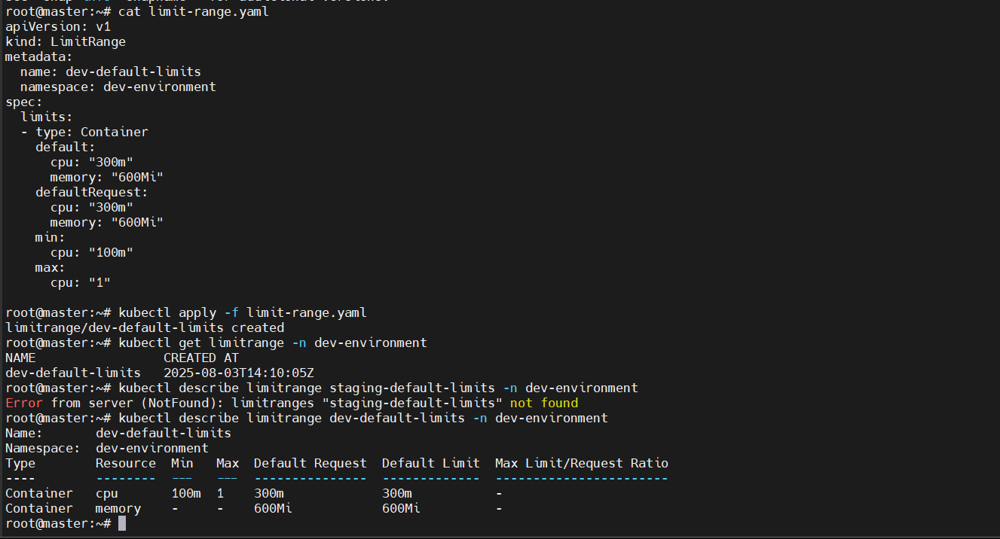 root@master:~# cat limit-range.yaml
apiVersion: v1
kind: LimitRange
metadata:
  name: dev-default-limits
  namespace: dev-environment
spec:
  limits:
  - type: Container
    default:
      cpu: "300m"
      memory: "600Mi"
    defaultRequest:
      cpu: "300m"
      memory: "600Mi"
    min:
      cpu: "100m"
    max:
      cpu: "1"

root@master:~# kubectl apply -f limit-range.yaml
limitrange/dev-default-limits created
root@master:~# kubectl get limitrange -n dev-environment
NAME                 CREATED AT
dev-default-limits   2025-08-03T14:10:05Z
root@master:~# kubectl describe limitrange staging-default-limits -n dev-environment
Error from server (NotFound): limitranges "staging-default-limits" not found
root@master:~# kubectl describe limitrange dev-default-limits -n dev-environment
Name:       dev-default-limits
Namespace:  dev-environment
Type        Resource  Min   Max  Default Request  Default Limit  Max Limit/Request Ratio
----        --------  ---   ---  ---------------  -------------  -----------------------
Container   cpu       100m  1    300m             300m           -
Container   memory    -     -    600Mi            600Mi          -
root@master:~#